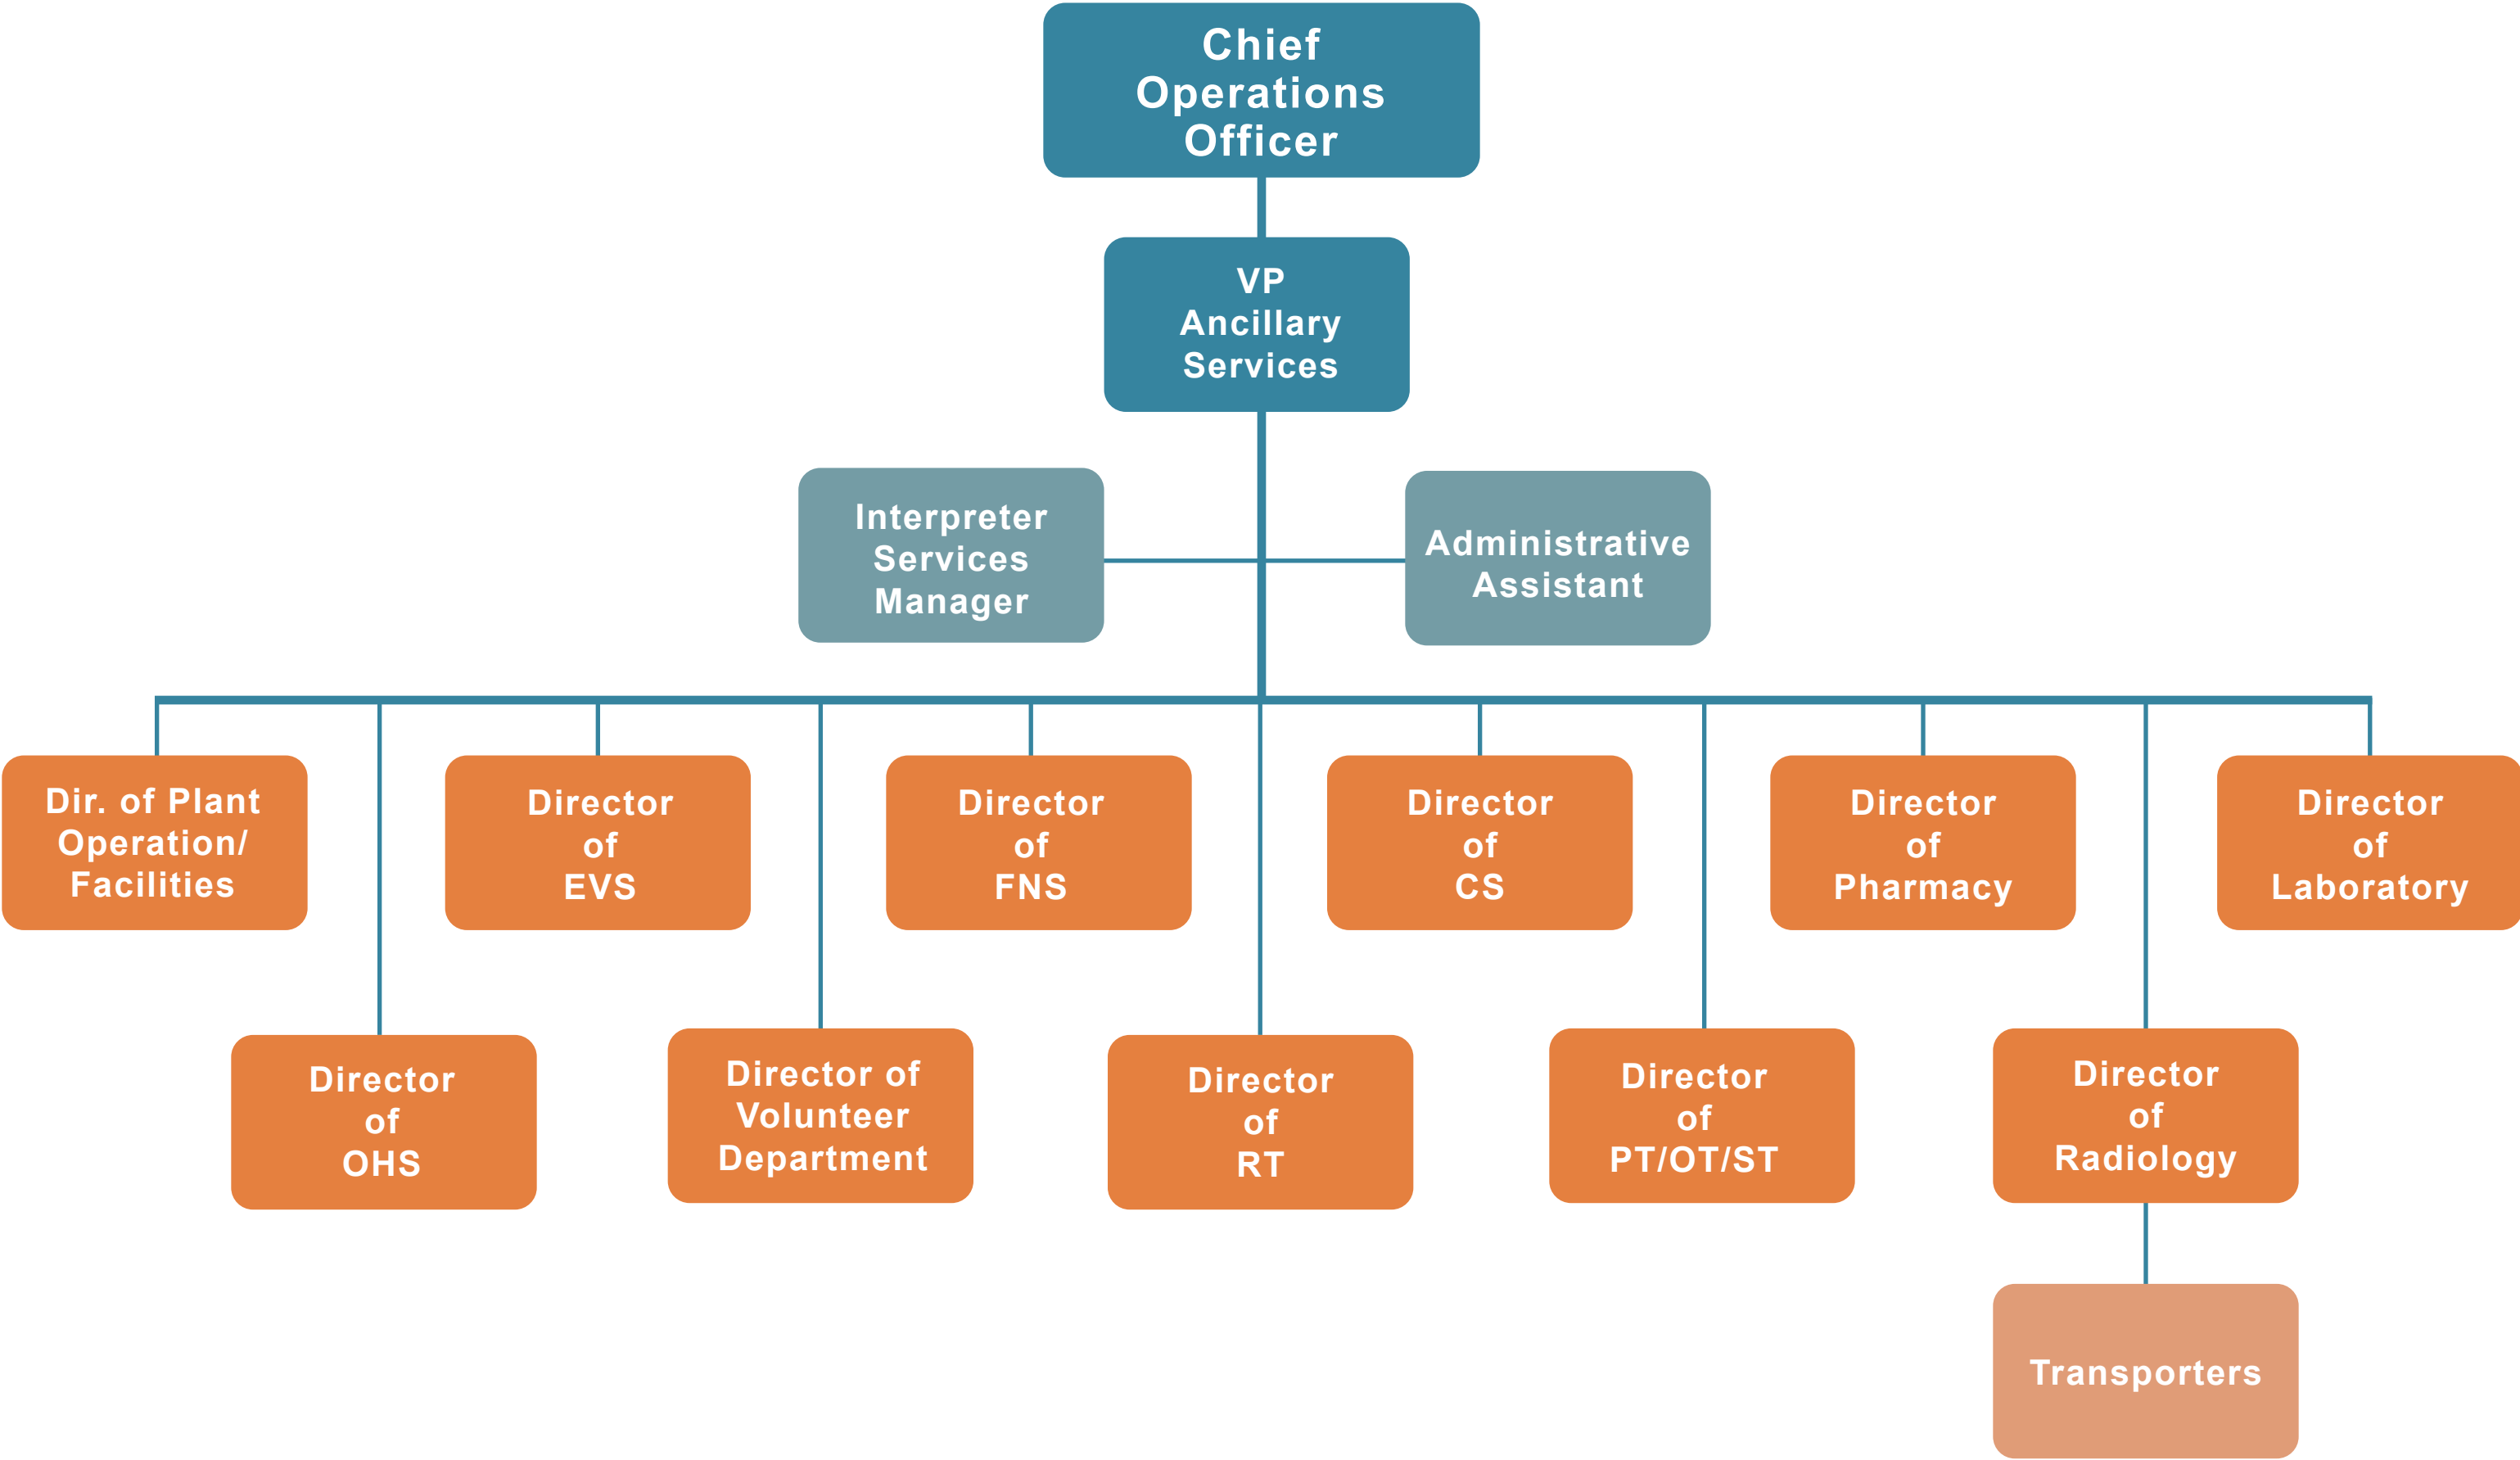 Chief
Operations
Officer
VP
Ancillary
Services
Interpreter
Services
Manager
Administrative
Assistant
Dir. of Plant
Operation/
Facilities
Director
of
EVS
Director
of
FNS
Director
of
CS
Director
of
Pharmacy
Director
of
Laboratory
Director
of
OHS
Director of
Volunteer
Department
Director
of
RT
Director
of
PT/OT/ST
Director
of
Radiology
Transporters